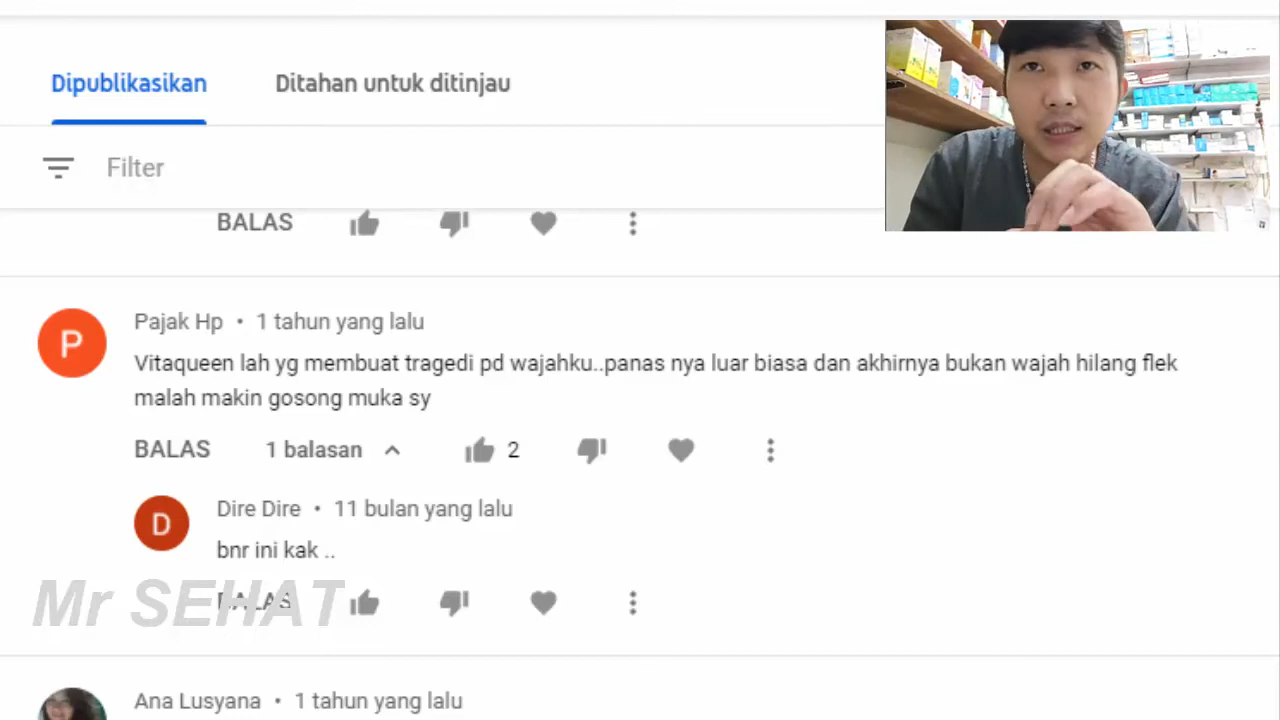 Dipublikasikan
Ditahan untuk ditinjau
Filter
BALAS
Pajak Hp • 1 tahun yang lalu
Vitaqueen lah yg membuat tragedi pd wajahku..panas nya luar biasa dan akhirnya bukan wajah hilang flek
malah makin gosong muka sy
BALAS 1 balasan 2
Dire Dire • 11 bulan yang lalu
bnr ini kak ..
BALAS
Mr SEHAT
Ana Lusyana • 1 tahun yang lalu
P
D